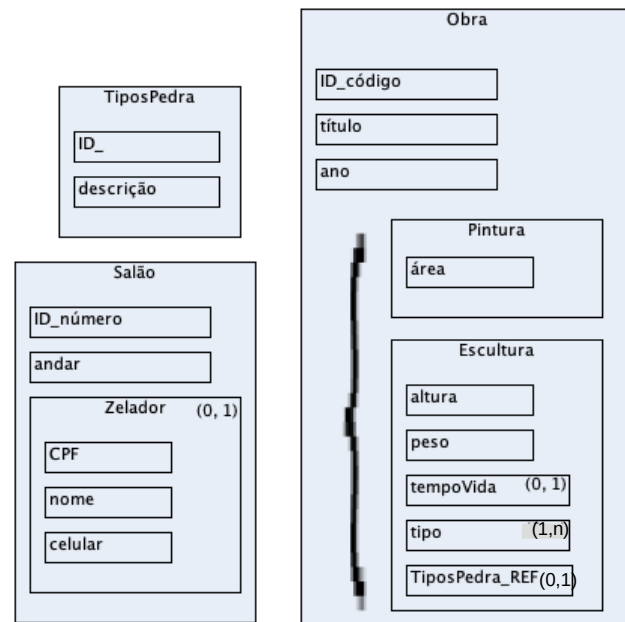 TiposPedra
ID_
descrição
Salão
ID_número
andar
Zelador (0, 1)
CPF
nome
celular
Obra
ID_código
título
ano
Pintura
área
Escultura
altura
peso
tempoVida (0, 1)
tipo (1,n)
TiposPedra_REF(0,1)